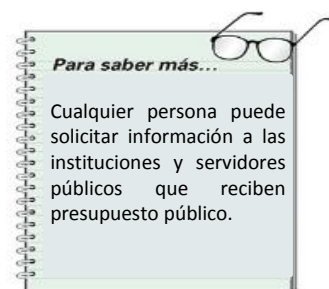 Para saber más...
Cualquier persona puede
solicitar información a las
instituciones y servidores
públicos que reciben
presupuesto público.